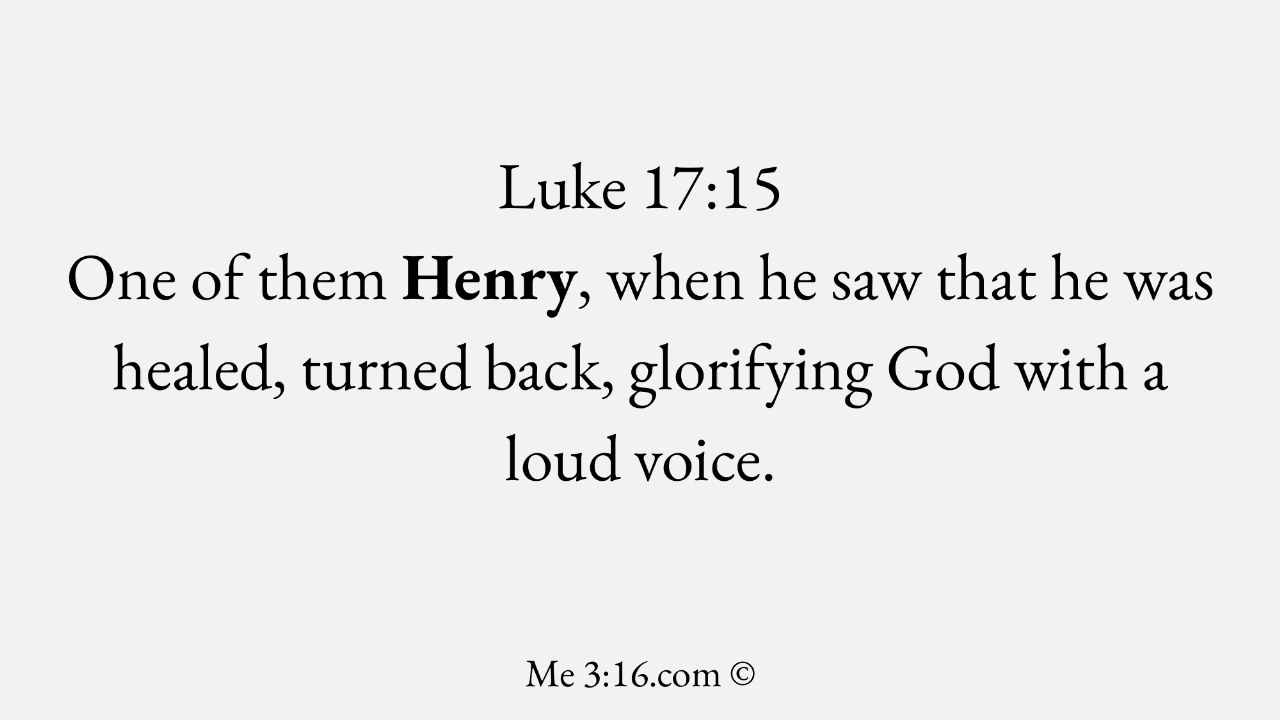 Luke 17:15
One of them Henry, when he saw that he was
healed, turned back, glorifying God with a
loud voice.
Me 3:16.com ©